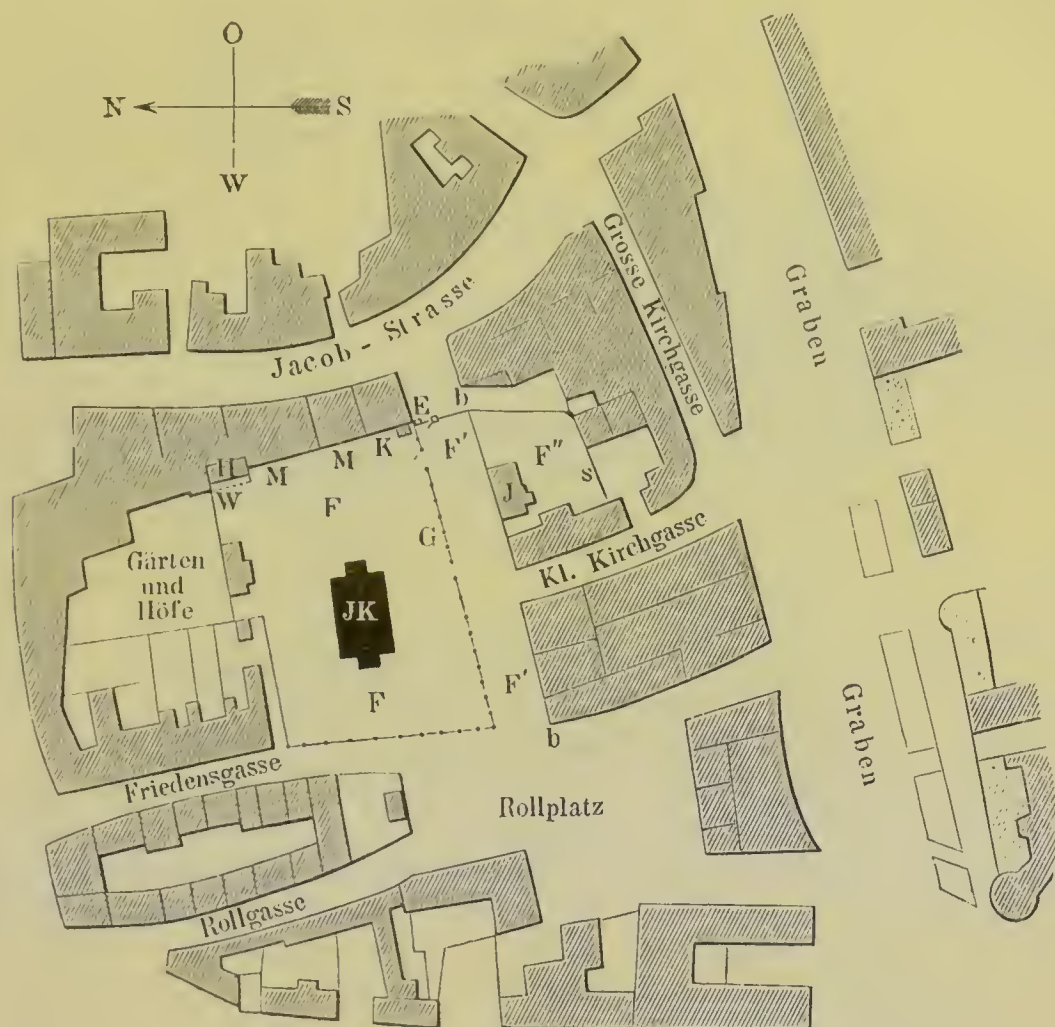 O
N S
W
Jacob - Strasse
Grosse Kirchgasse
Graben
E b
K F' F"
H M M
W F J s
G
Gärten
und
Höfe
Kl. Kirchgasse
JK
F F'
b
Graben
Friedensgasse
Rollplatz
Rollgasse